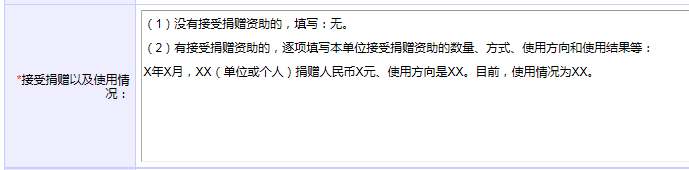 *接受捐赠以及使用情
况：
（1）没有接受捐赠资助的，填写：无。
（2）有接受捐赠资助的，逐项填写本单位接受捐赠资助的数量、方式、使用方向和使用结果等：
X年X月，XX（单位或个人）捐赠人民币X元、使用方向是XX。目前，使用情况为XX。